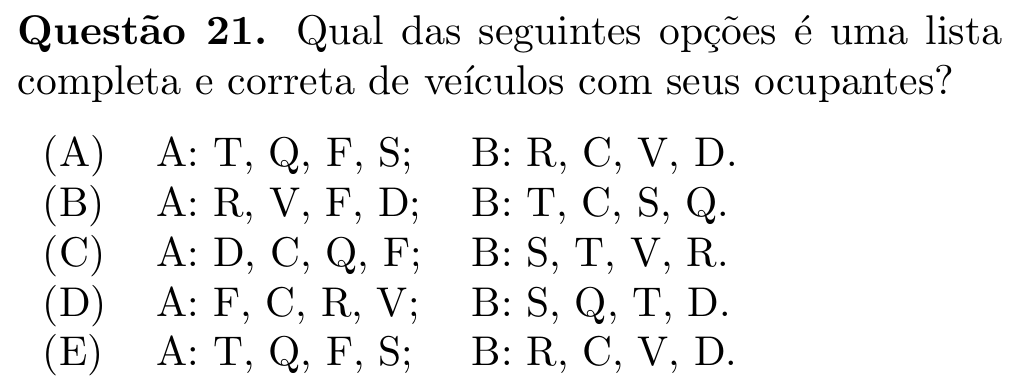 Questão 21. Qual das seguintes opções é uma lista
completa e correta de veículos com seus ocupantes?
(A) A: T, Q, F, S; B: R, C, V, D.
(B) A: R, V, F, D; B: T, C, S, Q.
(C) A: D, C, Q, F; B: S, T, V, R.
(D) A: F, C, R, V; B: S, Q, T, D.
(E) A: T, Q, F, S; B: R, C, V, D.